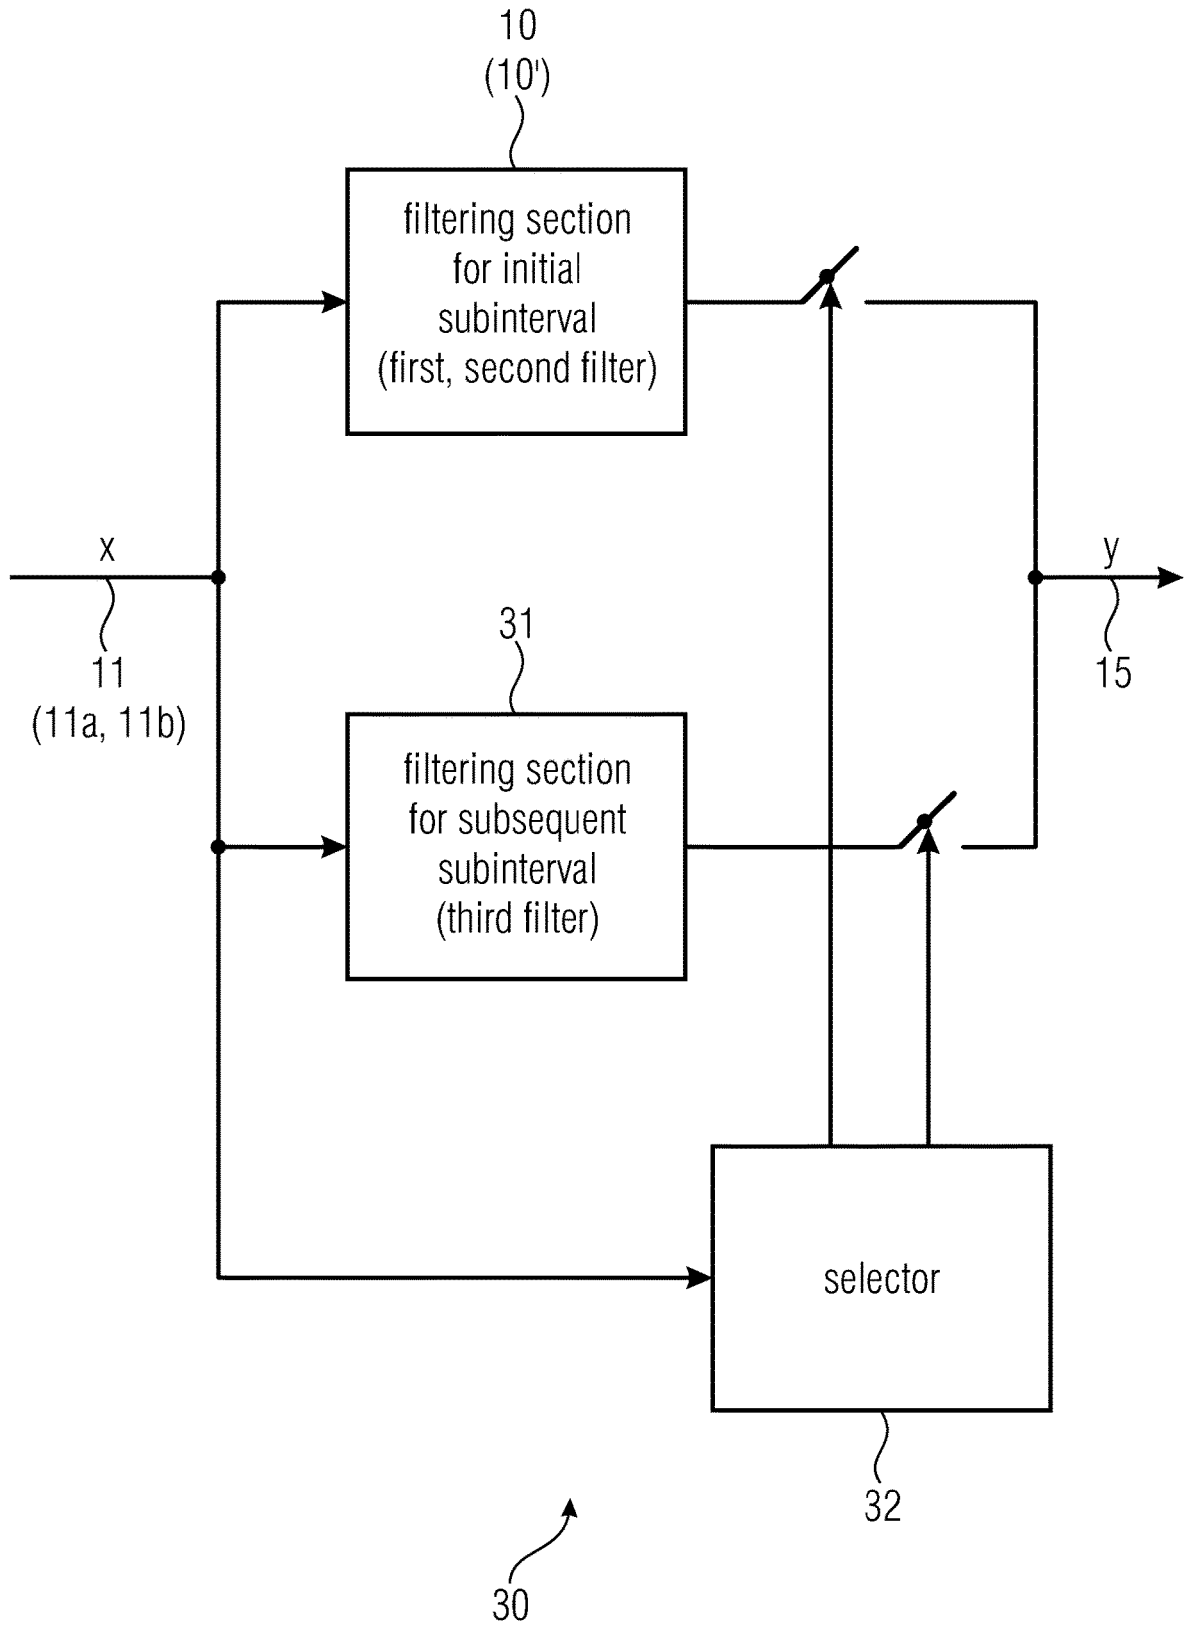 10
(10')
filtering section
for initial
subinterval
(first, second filter)
x
y
11
(11a, 11b)
15
31
filtering section
for subsequent
subinterval
(third filter)
selector
32
30